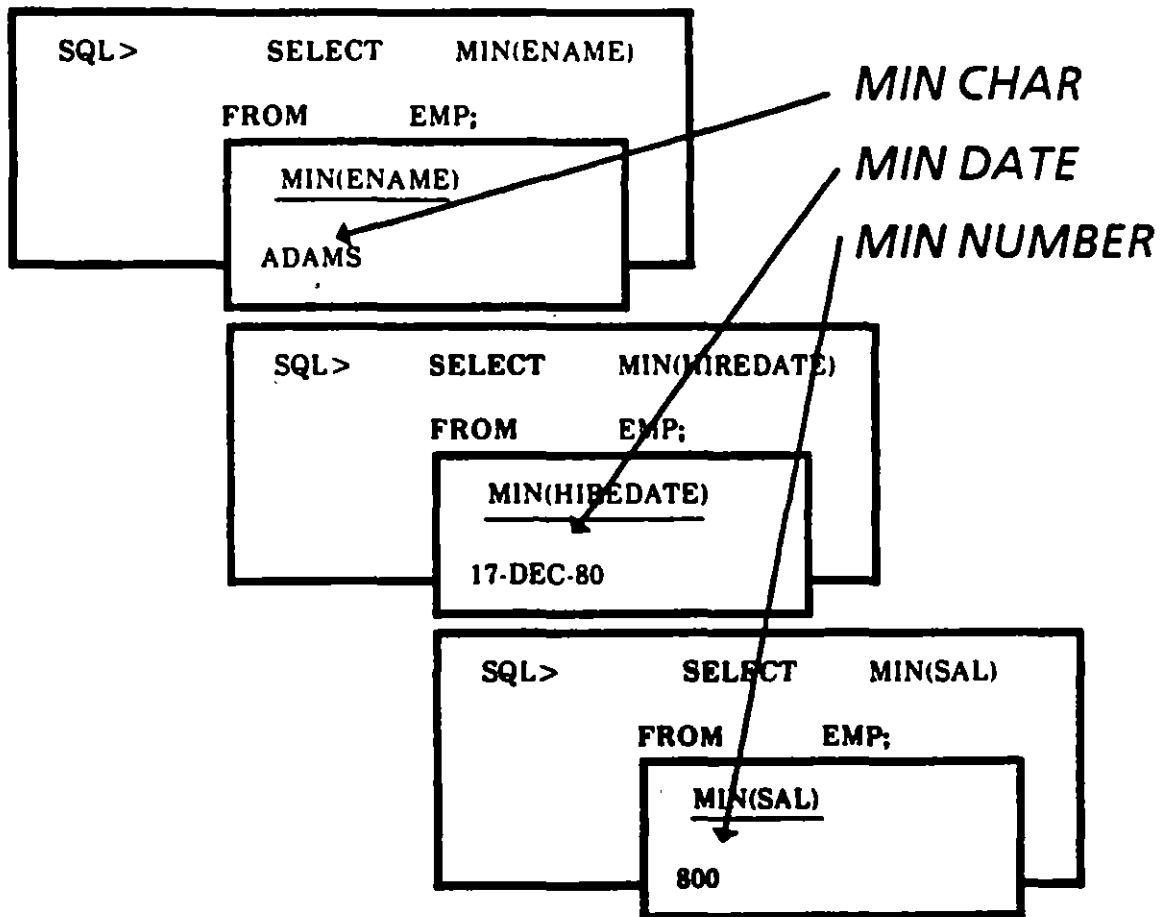 SQL> SELECT MIN(ENAME)
FROM EMP;
MIN(ENAME)
ADAMS
MIN CHAR
MIN DATE
MIN NUMBER
SQL> SELECT MIN(HIREDATE)
FROM EMP;
MIN(HIREDATE)
17-DEC-80
SQL> SELECT MIN(SAL)
FROM EMP;
MIN(SAL)
800